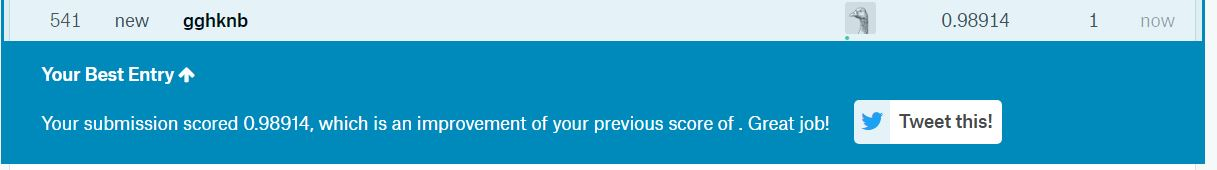 541 new gghknb 0.98914 1 now
Your Best Entry
Your submission scored 0.98914, which is an improvement of your previous score of . Great job! Tweet this!